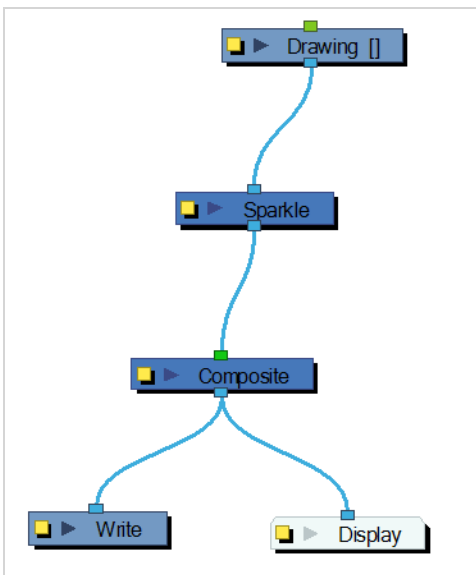 Drawing []
Sparkle
Composite
Write
Display